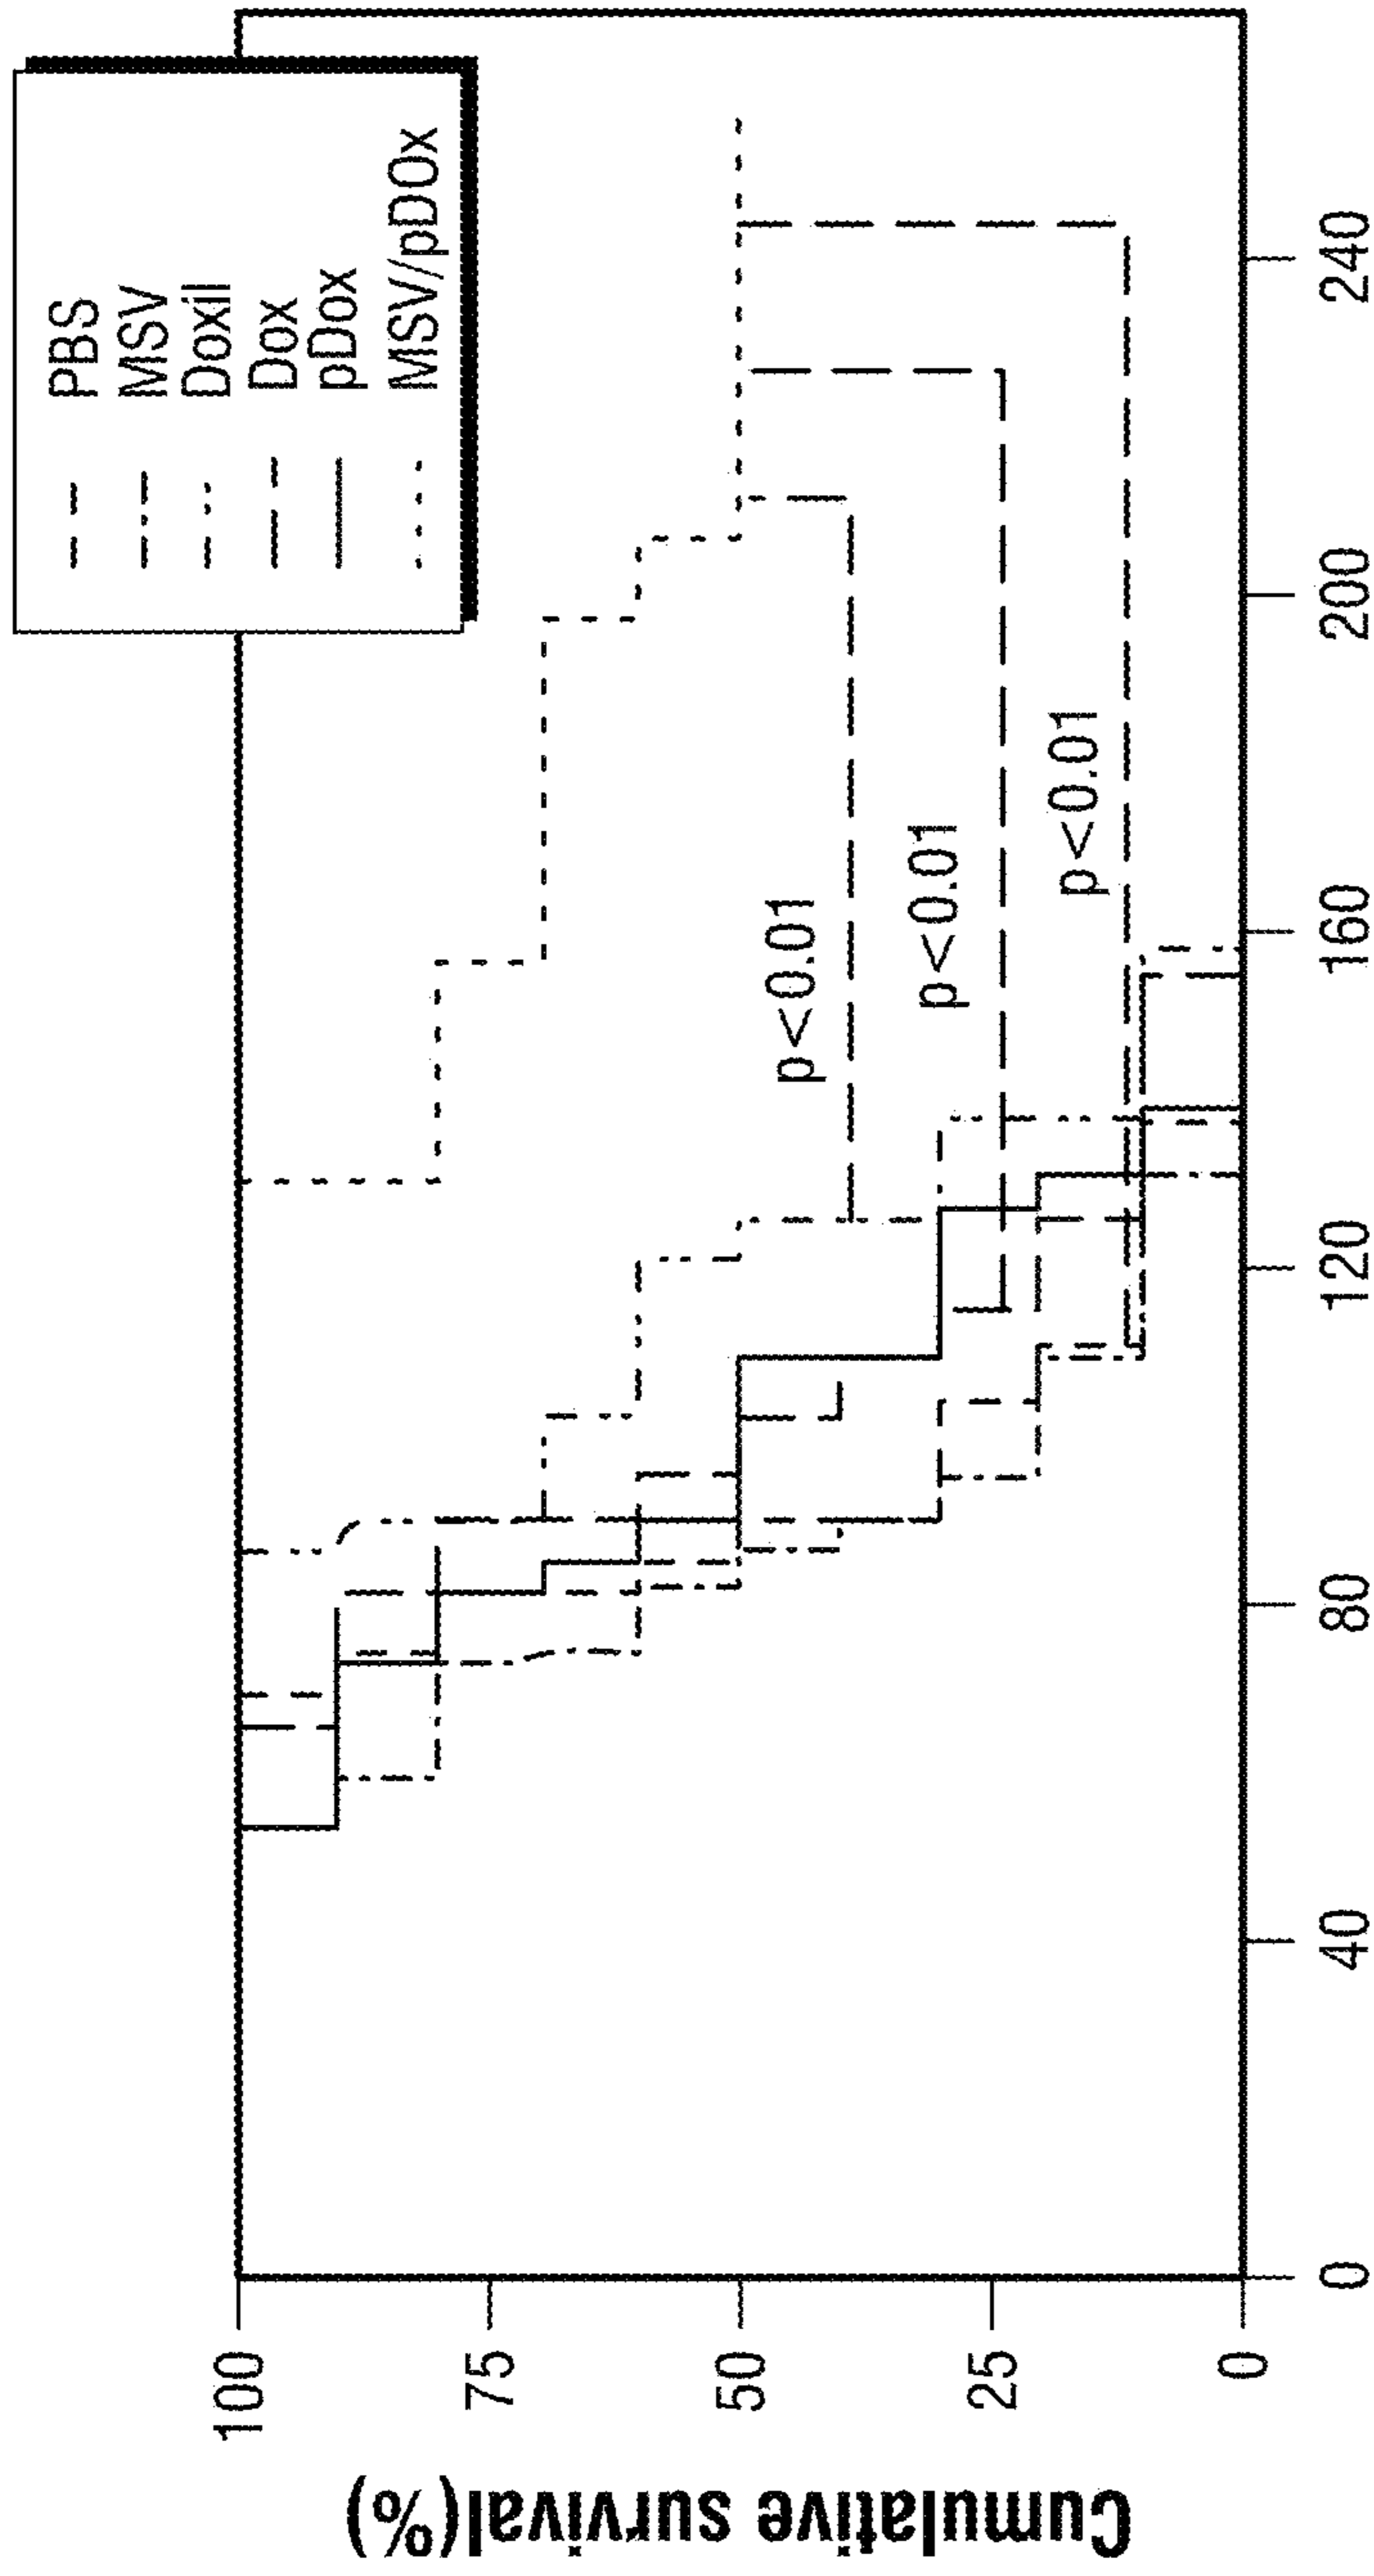 PBS
MSV
Doxil
Dox
pDox
MSV/pDOx
Cumulative survival(%)
100
75
50
25
0
p<0.01
p<0.01
p<0.01
0
40
80
120
160
200
240